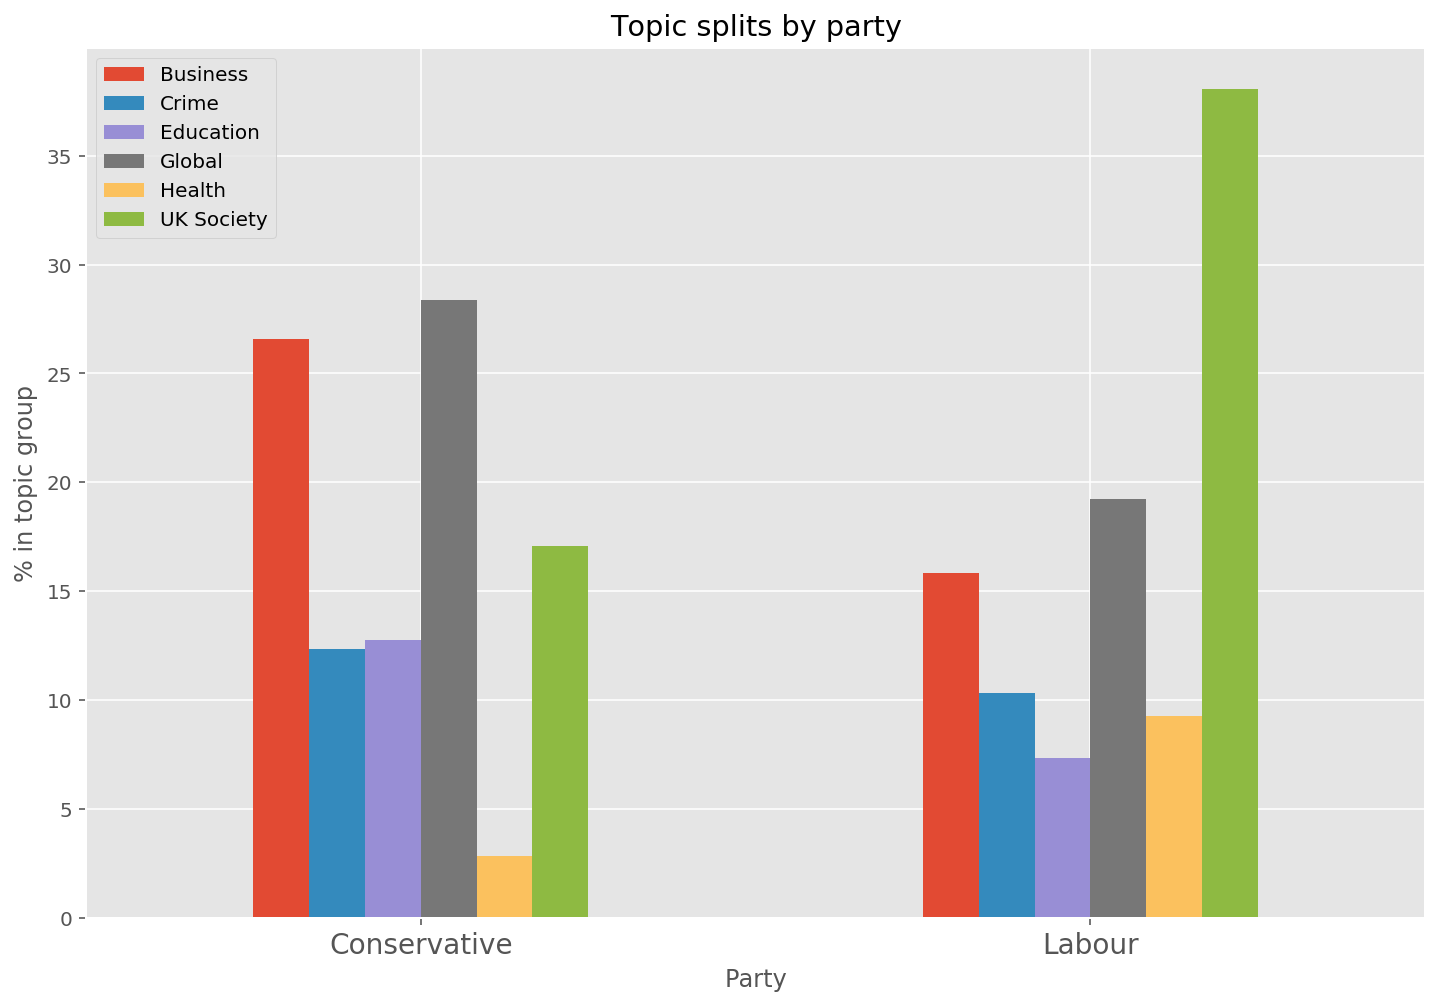 Topic splits by party
Business
Crime
Education
Global
Health
UK Society
35
30
25
20
15
10
5
0
% in topic group
Conservative
Labour
Party